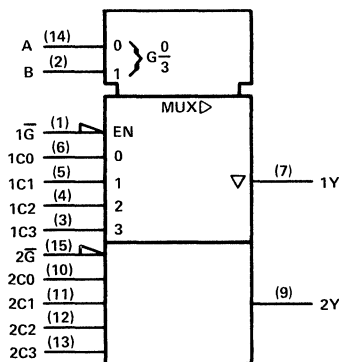 A (14) 0 G 0/3
B (2) 1
MUX▷
1G̅ (1) EN
1C0 (6) 0
1C1 (5) 1 ▽ (7) 1Y
1C2 (4) 2
1C3 (3) 3
2G̅ (15)
2C0 (10)
2C1 (11) (9) 2Y
2C2 (12)
2C3 (13)